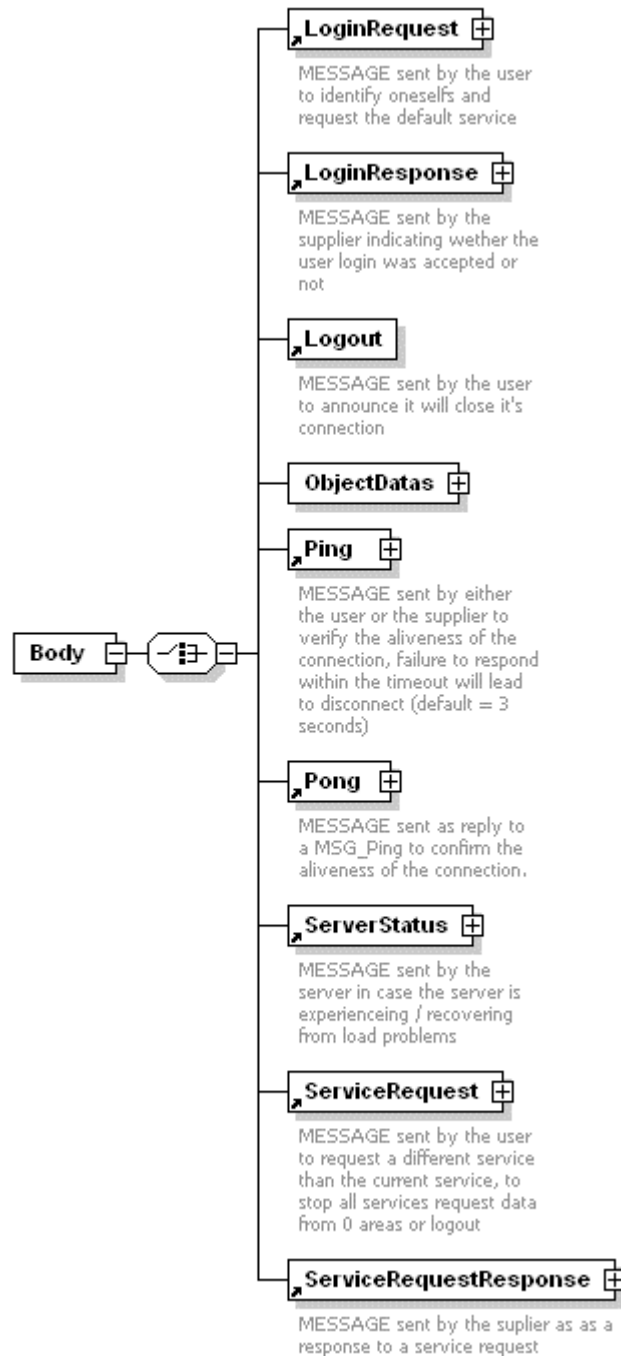 LoginRequest
MESSAGE sent by the user
to identify oneselfs and
request the default service
LoginResponse
MESSAGE sent by the
supplier indicating wether the
user login was accepted or
not
Logout
MESSAGE sent by the user
to announce it will close it's
connection
ObjectDatas
Ping
MESSAGE sent by either
the user or the supplier to
verify the aliveness of the
connection, failure to respond
within the timeout will lead
to disconnect (default = 3
seconds)
Body
Pong
MESSAGE sent as reply to
a MSG_Ping to confirm the
aliveness of the connection.
ServerStatus
MESSAGE sent by the
server in case the server is
experienceing / recovering
from load problems
ServiceRequest
MESSAGE sent by the user
to request a different service
than the current service, to
stop all services request data
from 0 areas or logout
ServiceRequestResponse
MESSAGE sent by the suplier as as a
response to a service request